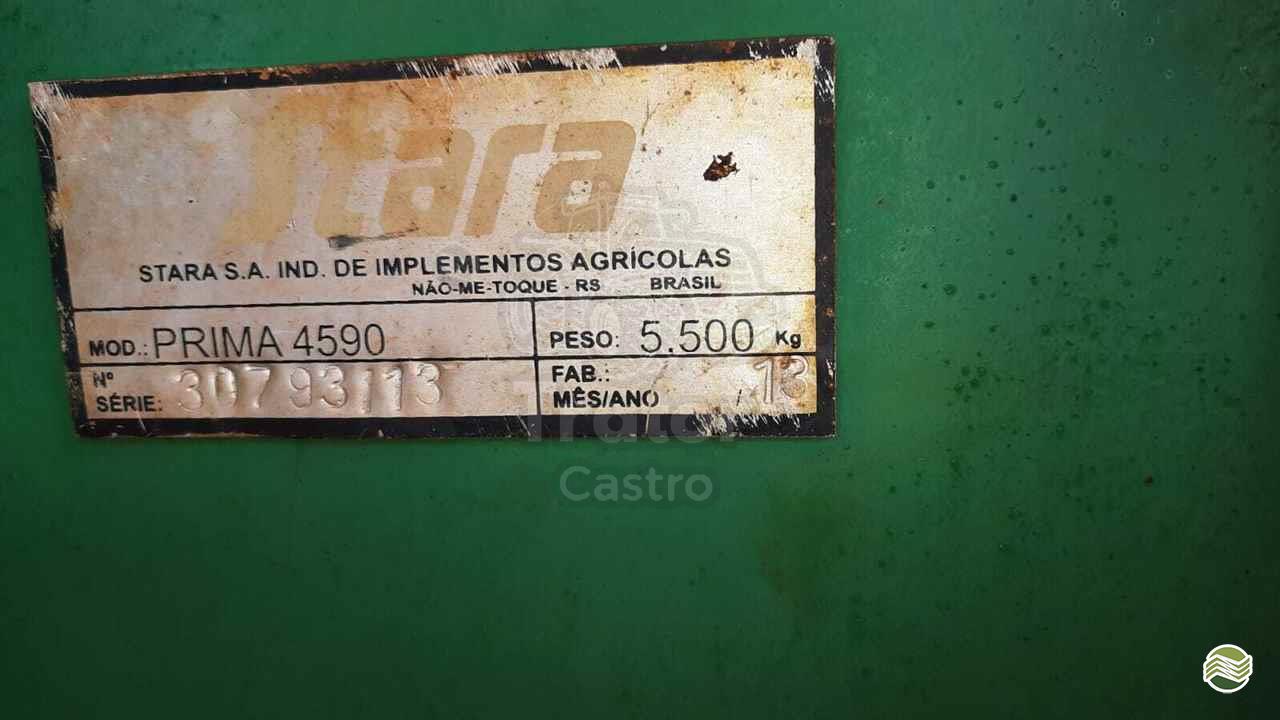 Stara
STARA S.A. IND. DE IMPLEMENTOS AGRÍCOLAS
NÃO-ME-TOQUE - RS BRASIL
MOD.: PRIMA 4590
PESO: 5.500 Kg
Nº
SÉRIE: 30793/13
FAB.:
MÊS/ANO / 13
Trator
Castro